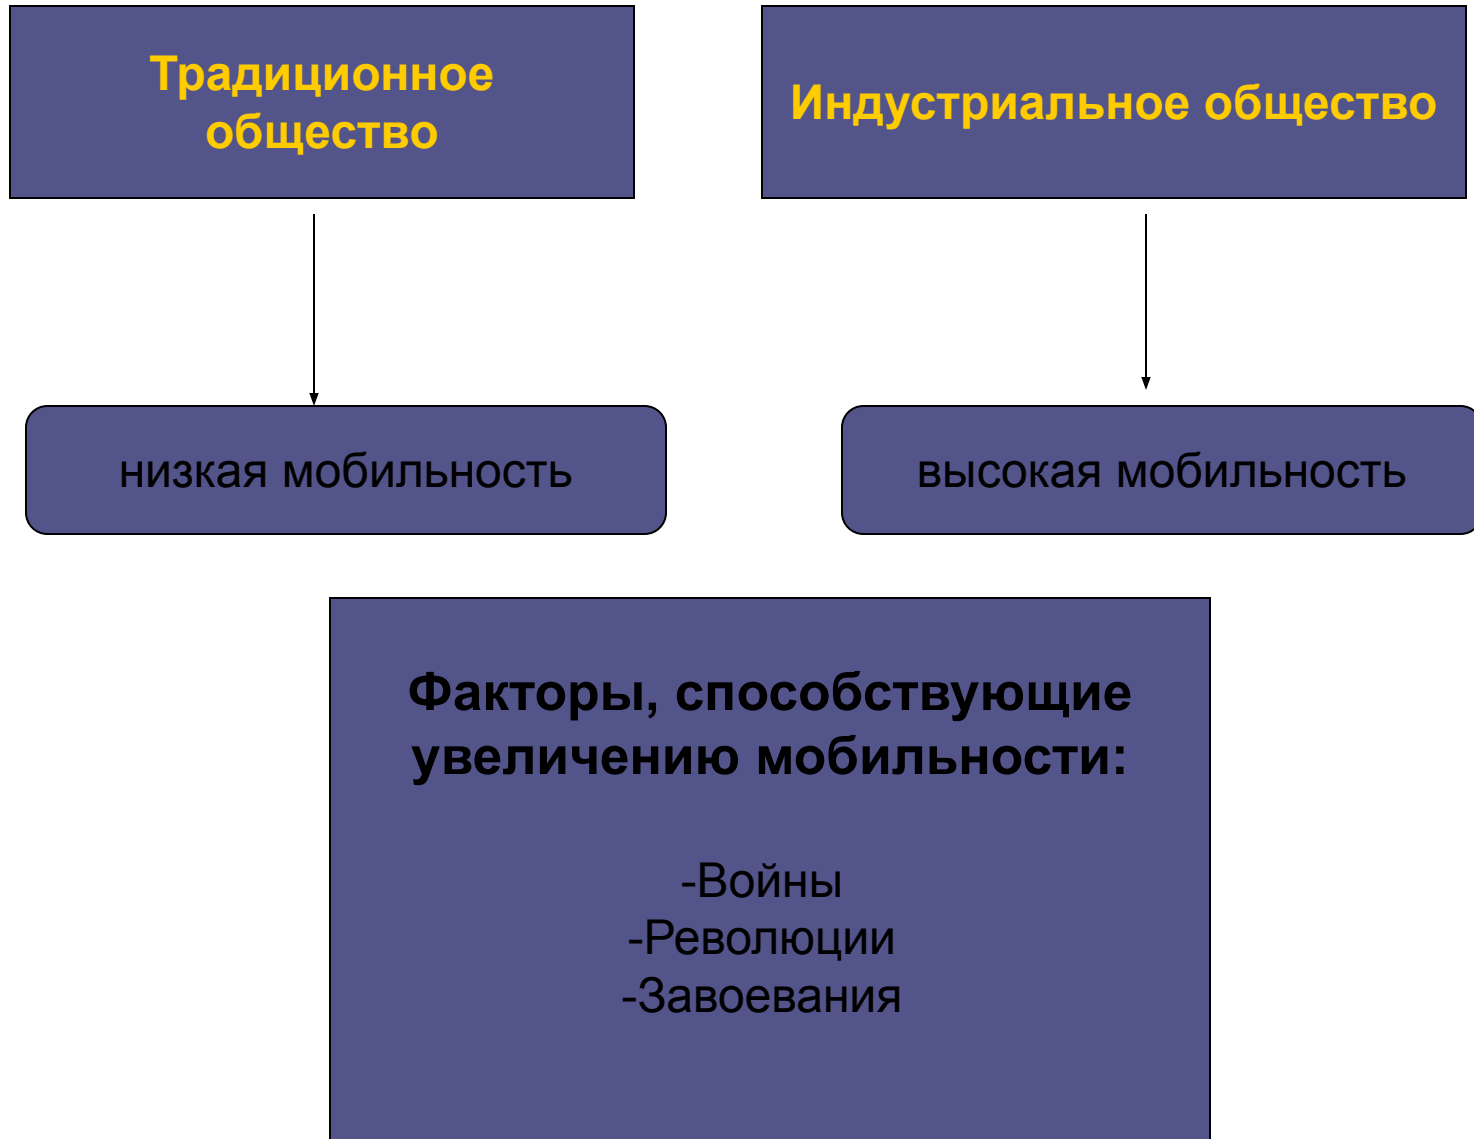 Традиционное
общество
Индустриальное общество
низкая мобильность
высокая мобильность
Факторы, способствующие
увеличению мобильности:
-Войны
-Революции
-Завоевания